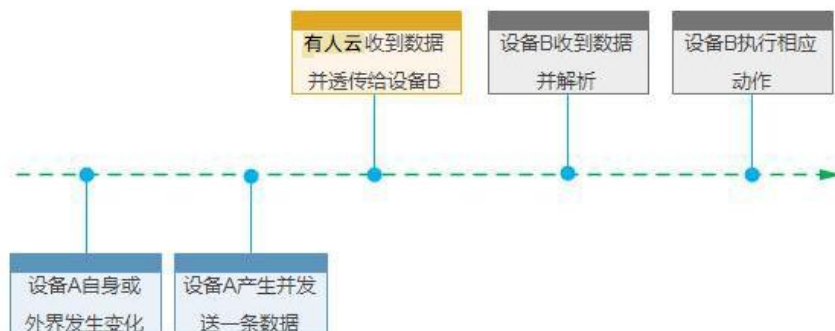 有人云收到数据
并透传给设备B
设备B收到数据
并解析
设备B执行相应
动作
设备A自身或
外界发生变化
设备A产生并发
送一条数据